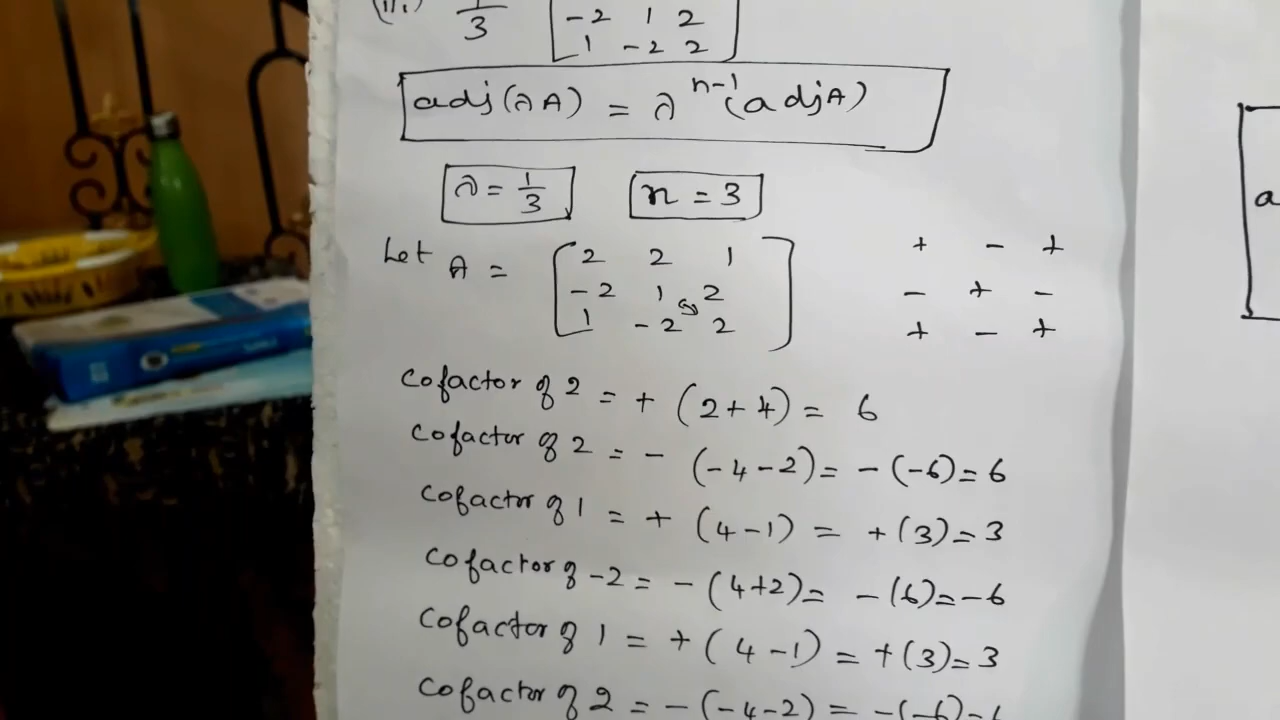 (iii) 1/3 [-2 1 2
1 -2 2]
adj(λA) = λ^{n-1}(adjA)
λ = 1/3 n = 3
Let A = [2 2 1
-2 1 2
1 -2 2]
+ - +
- + -
+ - +
Cofactor of 2 = + (2+4) = 6
Cofactor of 2 = - (-4-2) = -(-6) = 6
Cofactor of 1 = + (4-1) = +(3) = 3
Cofactor of -2 = -(4+2) = -(6) = -6
Cofactor of 1 = +(4-1) = +(3) = 3
Cofactor of 2 = -(-4-2) = -(-6)
a